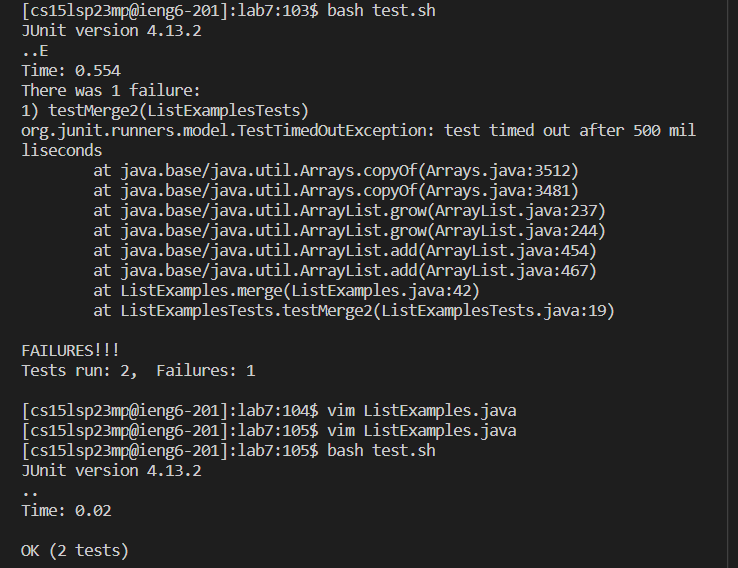 [cs15lsp23mp@ieng6-201]:lab7:103$ bash test.sh
JUnit version 4.13.2
..E
Time: 0.554
There was 1 failure:
1) testMerge2(ListExamplesTests)
org.junit.runners.model.TestTimedOutException: test timed out after 500 mil
liseconds
        at java.base/java.util.Arrays.copyOf(Arrays.java:3512)
        at java.base/java.util.Arrays.copyOf(Arrays.java:3481)
        at java.base/java.util.ArrayList.grow(ArrayList.java:237)
        at java.base/java.util.ArrayList.grow(ArrayList.java:244)
        at java.base/java.util.ArrayList.add(ArrayList.java:454)
        at java.base/java.util.ArrayList.add(ArrayList.java:467)
        at ListExamples.merge(ListExamples.java:42)
        at ListExamplesTests.testMerge2(ListExamplesTests.java:19)

FAILURES!!!
Tests run: 2,  Failures: 1

[cs15lsp23mp@ieng6-201]:lab7:104$ vim ListExamples.java
[cs15lsp23mp@ieng6-201]:lab7:105$ vim ListExamples.java
[cs15lsp23mp@ieng6-201]:lab7:105$ bash test.sh
JUnit version 4.13.2
..
Time: 0.02

OK (2 tests)